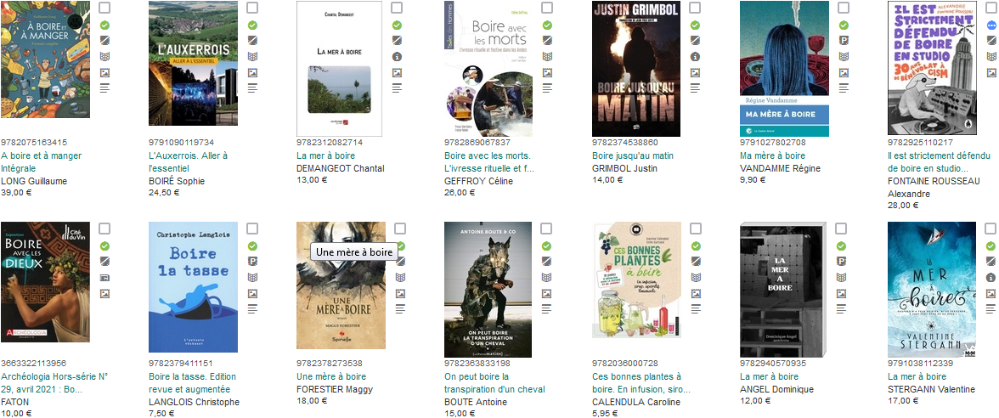 À BOIRE ET
À MANGER
L'AUXERROIS
ALLER À L'ESSENTIEL
CHANTAL DEMANGEOT
LA MER À BOIRE
Boire
avec les
morts
L'ivresse rituelle et festive dans les Andes
JUSTIN GRIMBOL
BOIRE JUSQU'AU
MATIN
Régine Vandamme
MA MÈRE À BOIRE
ALEXANDRE
FONTAINE ROUSSEAU
IL EST
STRICTEMENT
DÉFENDU
DE BOIRE
EN STUDIO
30 ANS
DE BÉNÉVOLAT À
CISM
9782075163415
A boire et à manger
Intégrale
LONG Guillaume
39,00 €
9791090119734
L'Auxerrois. Aller à
l'essentiel
BOIRÉ Sophie
24,50 €
9782312082714
La mer à boire
DEMANGEOT Chantal
13,00 €
9782869067837
Boire avec les morts.
L'ivresse rituelle et f...
GEFFROY Céline
26,00 €
9782374538860
Boire jusqu'au matin
GRIMBOL Justin
14,00 €
9791027802708
Ma mère à boire
VANDAMME Régine
9,90 €
9782925110217
Il est strictement défendu
de boire en studio...
FONTAINE ROUSSEAU
Alexandre
28,00 €
Exposition
Cité
du Vin
BOIRE
AVEC LES
DIEUX
ARCHÉOLOGIA
Christophe Langlois
Boire
la tasse
Une mère à boire
UNE
MÈRE À BOIRE
MAGGY FORESTIER
Spinelle
ANTOINE BOUTE & CO
ON PEUT BOIRE
LA TRANSPIRATION
D'UN CHEVAL
CES BONNES
PLANTES
à boire
En infusion,
sirop, apéritif,
limonade...
LA
MER
À
BOIRE
Dominique Angel
LA
MER
à
boire
VALENTINE
STERGANN
3663322113956
Archéologia Hors-série N°
29, avril 2021 : Bo...
FATON
10,00 €
9782379411151
Boire la tasse. Edition
revue et augmentée
LANGLOIS Christophe
7,50 €
9782378273538
Une mère à boire
FORESTIER Maggy
18,00 €
9782363833198
On peut boire la
transpiration d'un cheval
BOUTE Antoine
15,00 €
9782036000728
Ces bonnes plantes à
boire. En infusion, siro...
CALENDULA Caroline
5,95 €
9782940570935
La mer à boire
ANGEL Dominique
12,00 €
9791038112339
La mer à boire
STERGANN Valentine
17,00 €